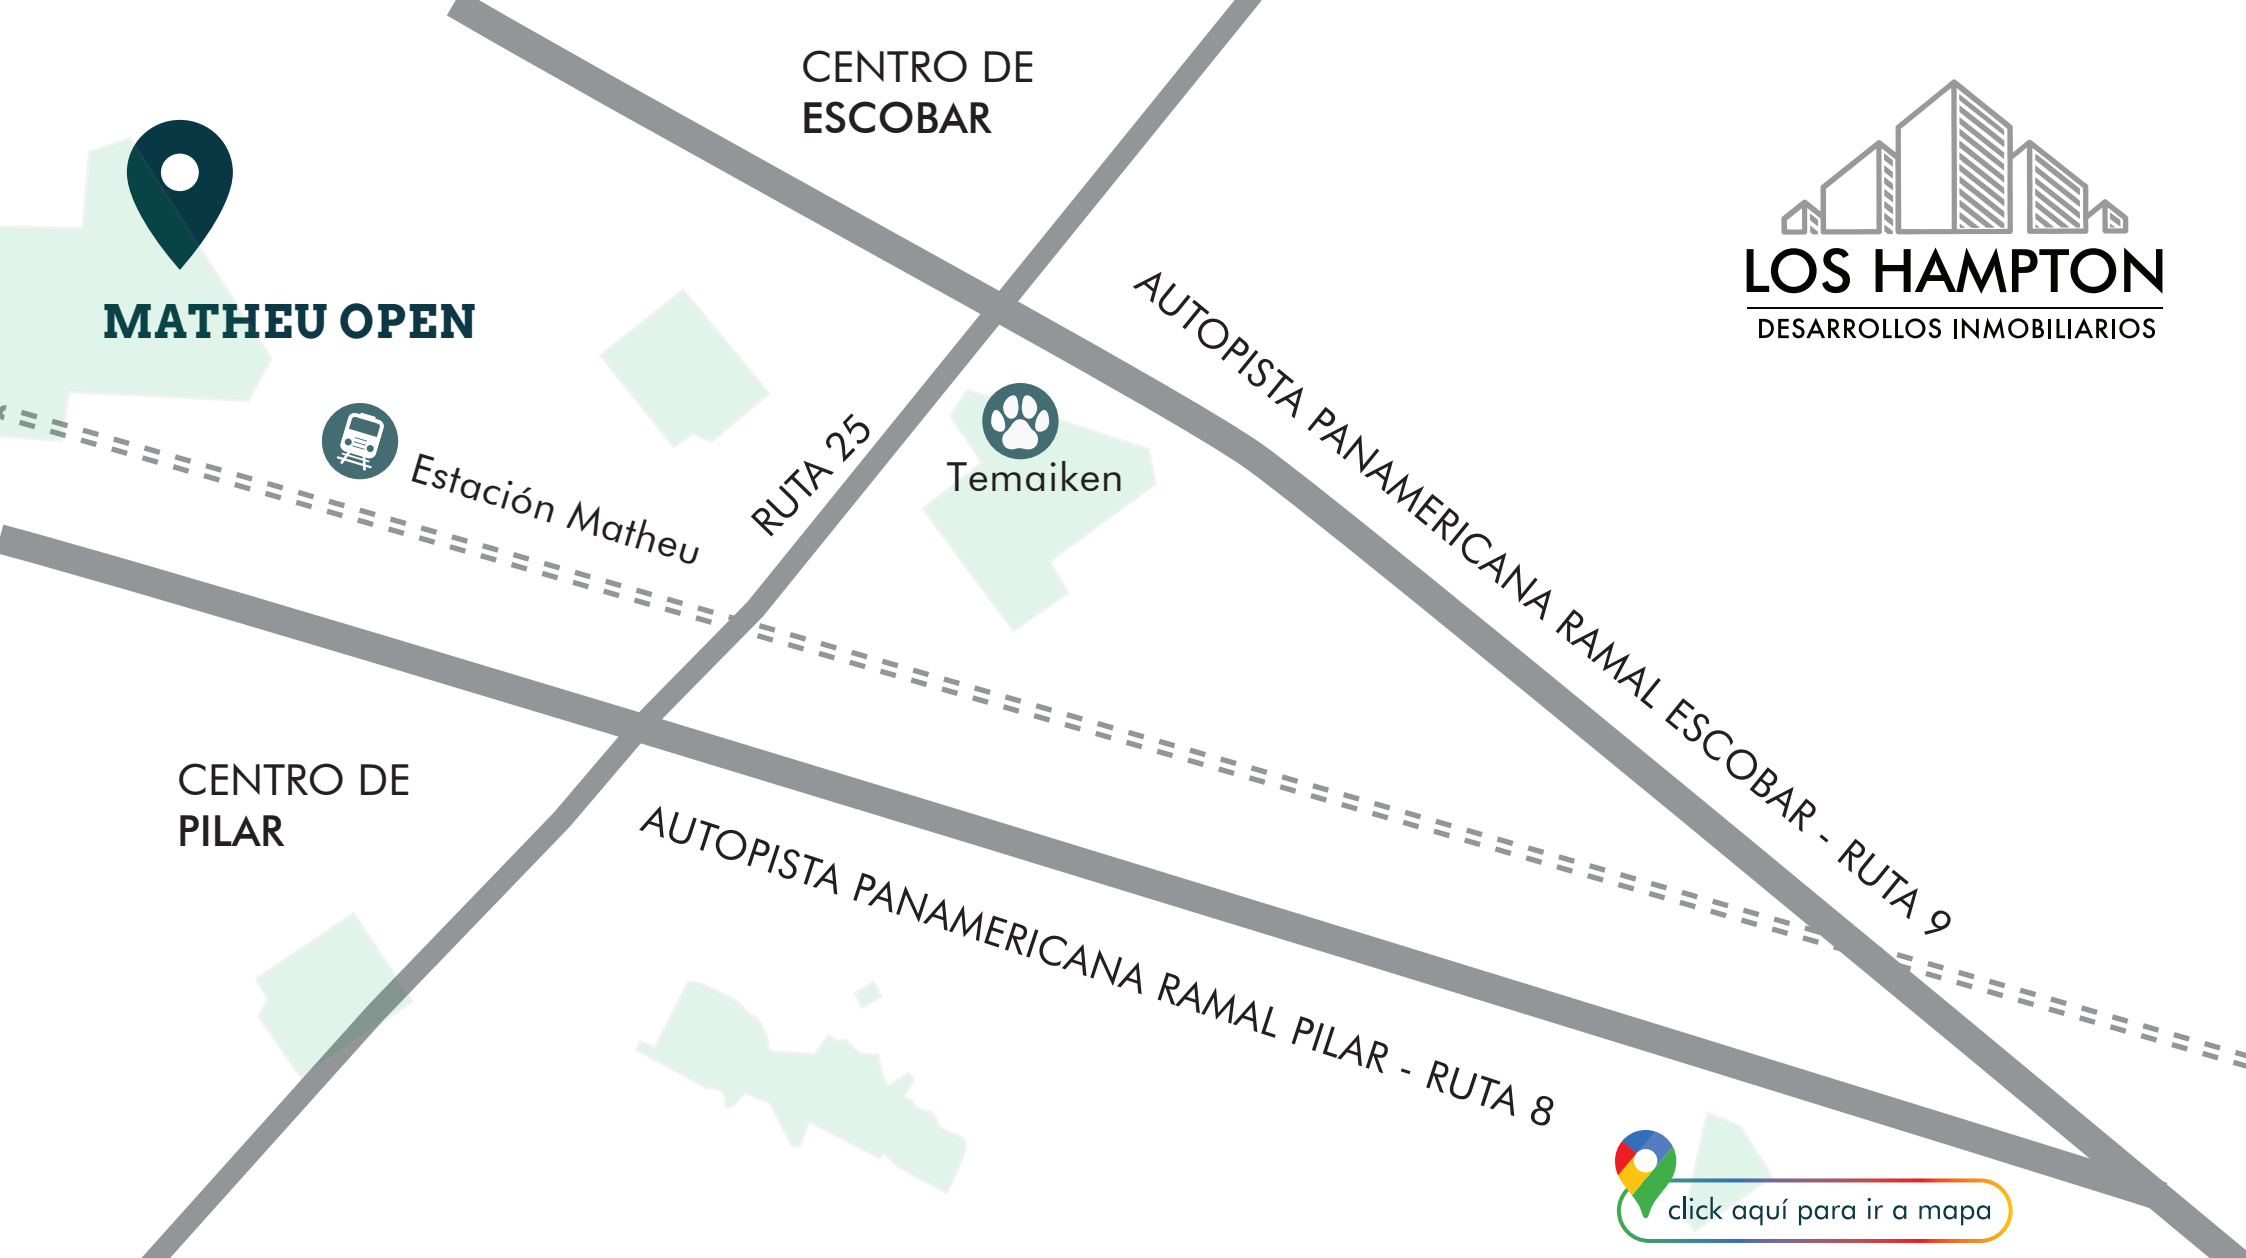 CENTRO DE
ESCOBAR
LOS HAMPTON
DESARROLLOS INMOBILIARIOS
MATHEU OPEN
AUTOPISTA PANAMERICANA RAMAL ESCOBAR - RUTA 9
RUTA 25
Temaiken
Estación Matheu
CENTRO DE
PILAR
AUTOPISTA PANAMERICANA RAMAL PILAR - RUTA 8
click aquí para ir a mapa